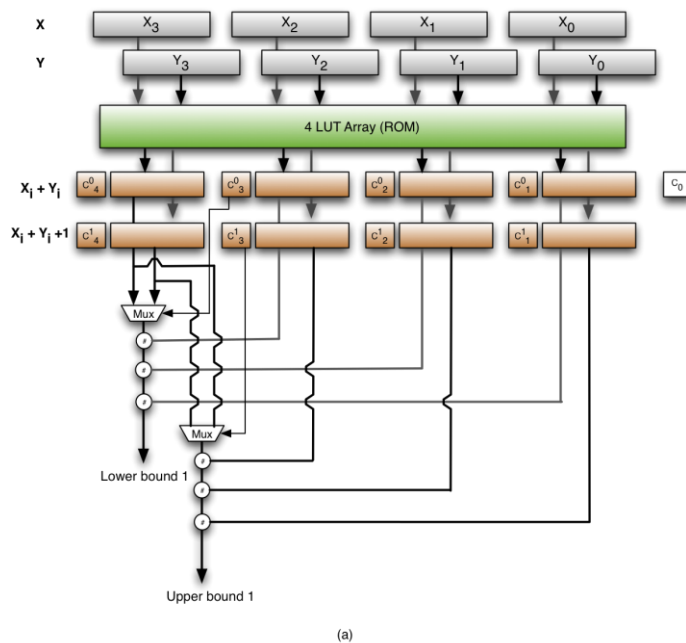 X X₃ X₂ X₁ X₀
Y Y₃ Y₂ Y₁ Y₀
4 LUT Array (ROM)
Xᵢ + Yᵢ C⁰₄ C⁰₃ C⁰₂ C⁰₁ C₀
Xᵢ + Yᵢ +1 C¹₄ C¹₃ C¹₂ C¹₁
Mux
#
#
#
Mux
Lower bound 1
#
#
#
Upper bound 1
(a)